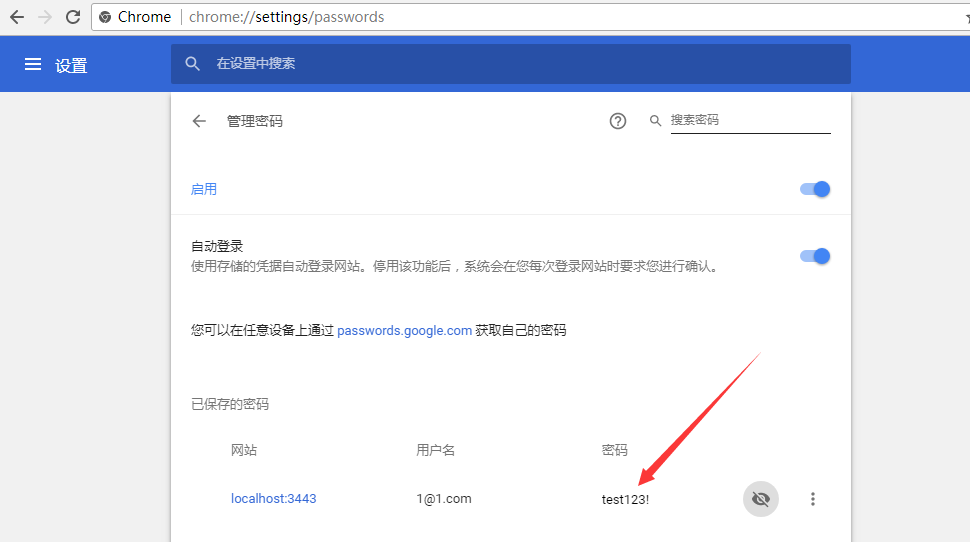 Chrome | chrome://settings/passwords
设置
在设置中搜索
管理密码
搜索密码
启用
自动登录
使用存储的凭据自动登录网站。停用该功能后，系统会在您每次登录网站时要求您进行确认。
您可以在任意设备上通过 passwords.google.com 获取自己的密码
已保存的密码
网站 用户名 密码
localhost:3443 1@1.com test123!